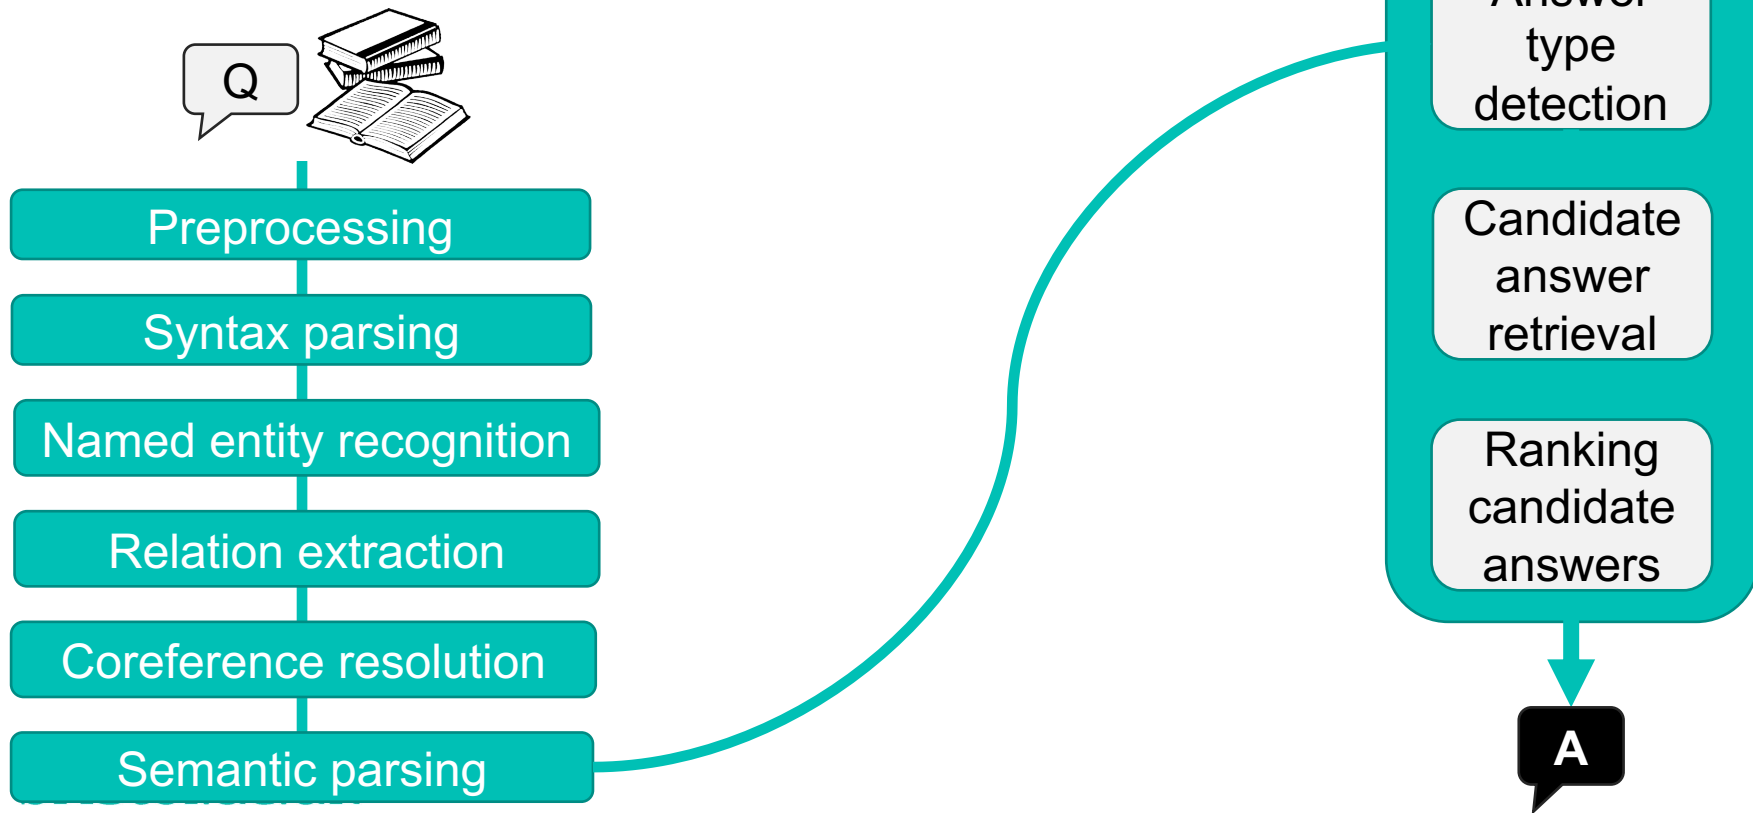 Q
Preprocessing
Syntax parsing
Named entity recognition
Relation extraction
Coreference resolution
Semantic parsing
Answer
type
detection
Candidate
answer
retrieval
Ranking
candidate
answers
A